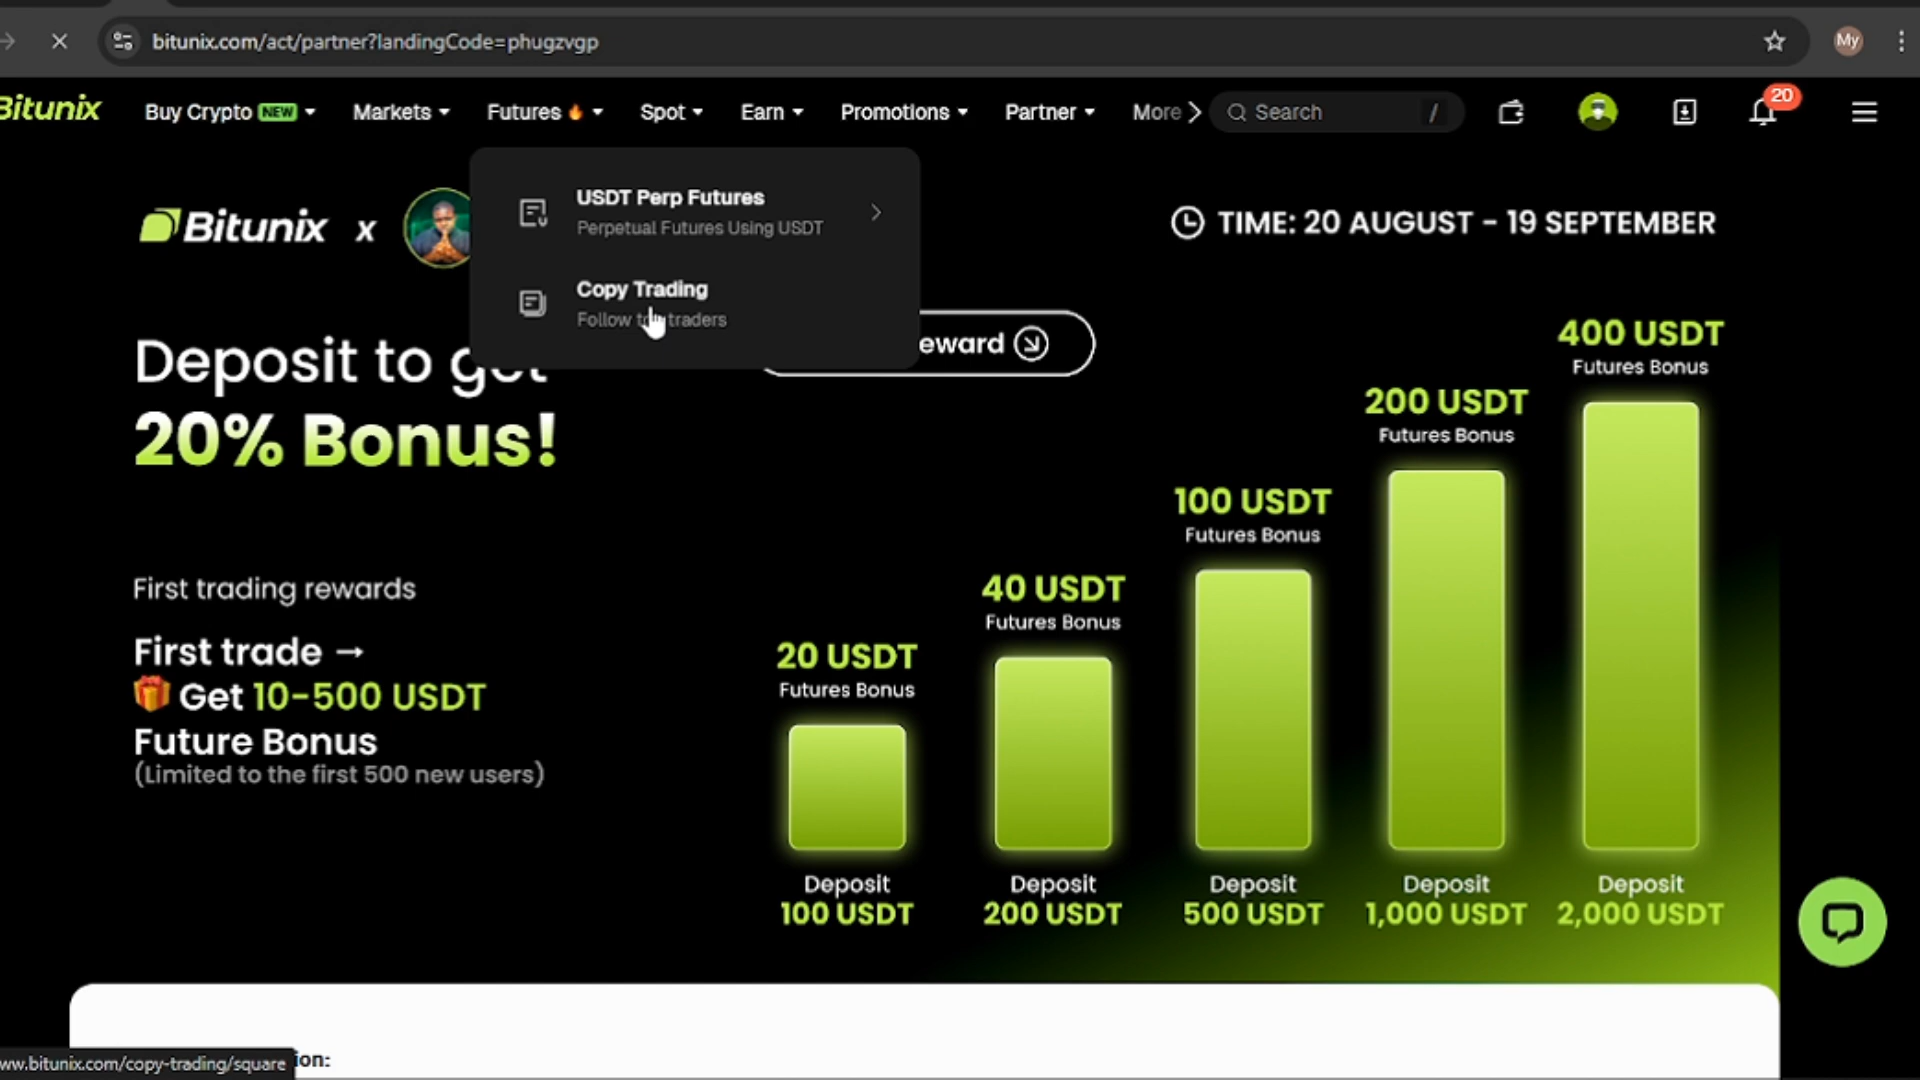 bitunix.com/act/partner?landingCode=phugzvgp
My
Bitunix
Buy Crypto NEW
Markets
Futures
Spot
Earn
Promotions
Partner
More
Search
/
20
USDT Perp Futures
Perpetual Futures Using USDT
Copy Trading
Follow traders
Bitunix x
TIME: 20 AUGUST - 19 SEPTEMBER
Deposit to get
20% Bonus!
eward
First trading rewards
First trade →
Get 10-500 USDT
Future Bonus
(Limited to the first 500 new users)
20 USDT
Futures Bonus
Deposit
100 USDT
40 USDT
Futures Bonus
Deposit
200 USDT
100 USDT
Futures Bonus
Deposit
500 USDT
200 USDT
Futures Bonus
Deposit
1,000 USDT
400 USDT
Futures Bonus
Deposit
2,000 USDT
ww.bitunix.com/copy-trading/square
ion: